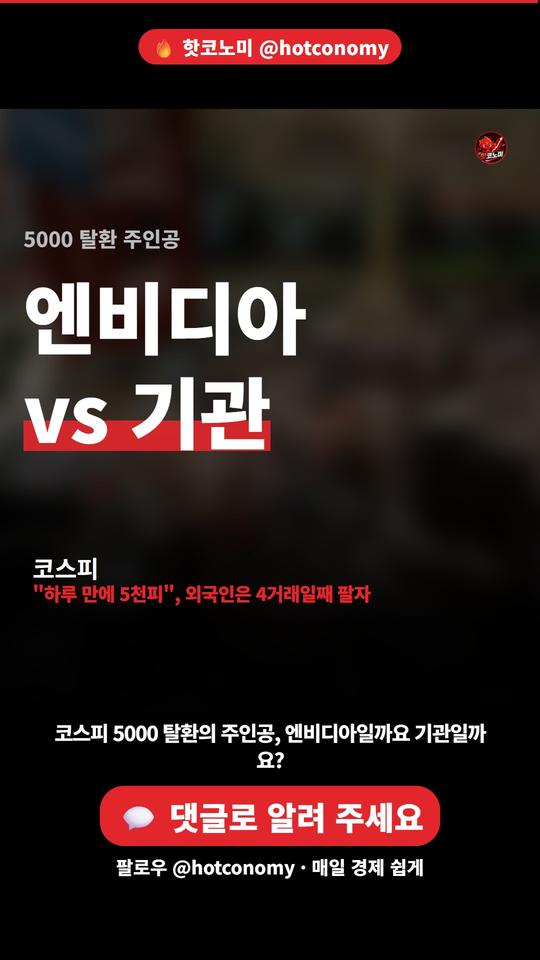 🔥 핫코노미 @hotconomy
핫코노미
5000 탈환 주인공
엔비디아
vs 기관
코스피
"하루 만에 5천피", 외국인은 4거래일째 팔자
코스피 5000 탈환의 주인공, 엔비디아일까요 기관일까
요?
💬 댓글로 알려 주세요
팔로우 @hotconomy · 매일 경제 쉽게